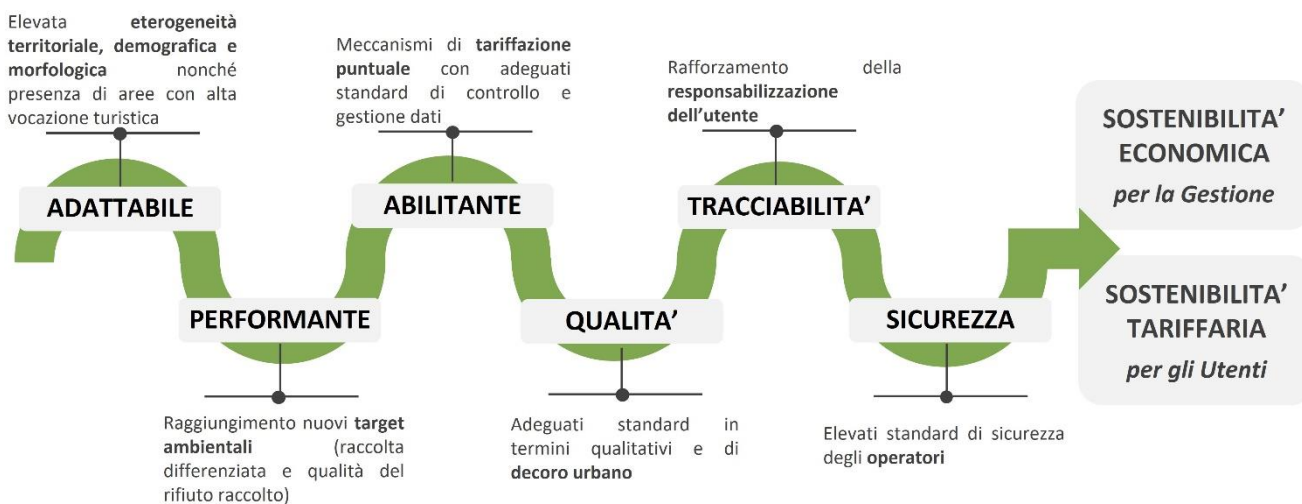 Elevata eterogeneità
territoriale, demografica e
morfologica nonché
presenza di aree con alta
vocazione turistica
ADATTABILE
PERFORMANTE
Raggiungimento nuovi target
ambientali (raccolta
differenziata e qualità del
rifiuto raccolto)
Meccanismi di tariffazione
puntuale con adeguati
standard di controllo e
gestione dati
ABILITANTE
QUALITA’
Adeguati standard in
termini qualitativi e di
decoro urbano
Rafforzamento della
responsabilizzazione
dell’utente
TRACCIABILITA’
SICUREZZA
Elevati standard di sicurezza
degli operatori
SOSTENIBILITA’
ECONOMICA
per la Gestione
SOSTENIBILITA’
TARIFFARIA
per gli Utenti